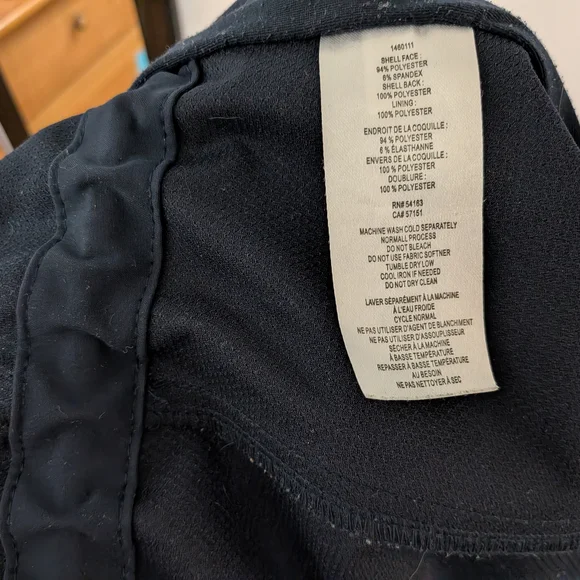 1460111
SHELL FACE:
94% POLYESTER
6% SPANDEX
SHELL BACK:
100% POLYESTER
LINING:
100% POLYESTER
ENDROIT DE LA COQUILLE:
94 % POLYESTER
6 % ÉLASTHANNE
ENVERS DE LA COQUILLE:
100 % POLYESTER
DOUBLURE:
100 % POLYESTER
RN# 54163
CA# 57151
MACHINE WASH COLD SEPARATELY
NORMALL PROCESS
DO NOT BLEACH
DO NOT USE FABRIC SOFTNER
TUMBLE DRY LOW
COOL IRON IF NEEDED
DO NOT DRY CLEAN
LAVER SÉPARÉMENT À LA MACHINE
À L'EAU FROIDE
CYCLE NORMAL
NE PAS UTILISER D'AGENT DE BLANCHIMENT
NE PAS UTILISER D'ASSOUPLISSEUR
SÉCHER À LA MACHINE
À BASSE TEMPÉRATURE
REPASSER À BASSE TEMPÉRATURE
AU BESOIN
NE PAS NETTOYER À SEC